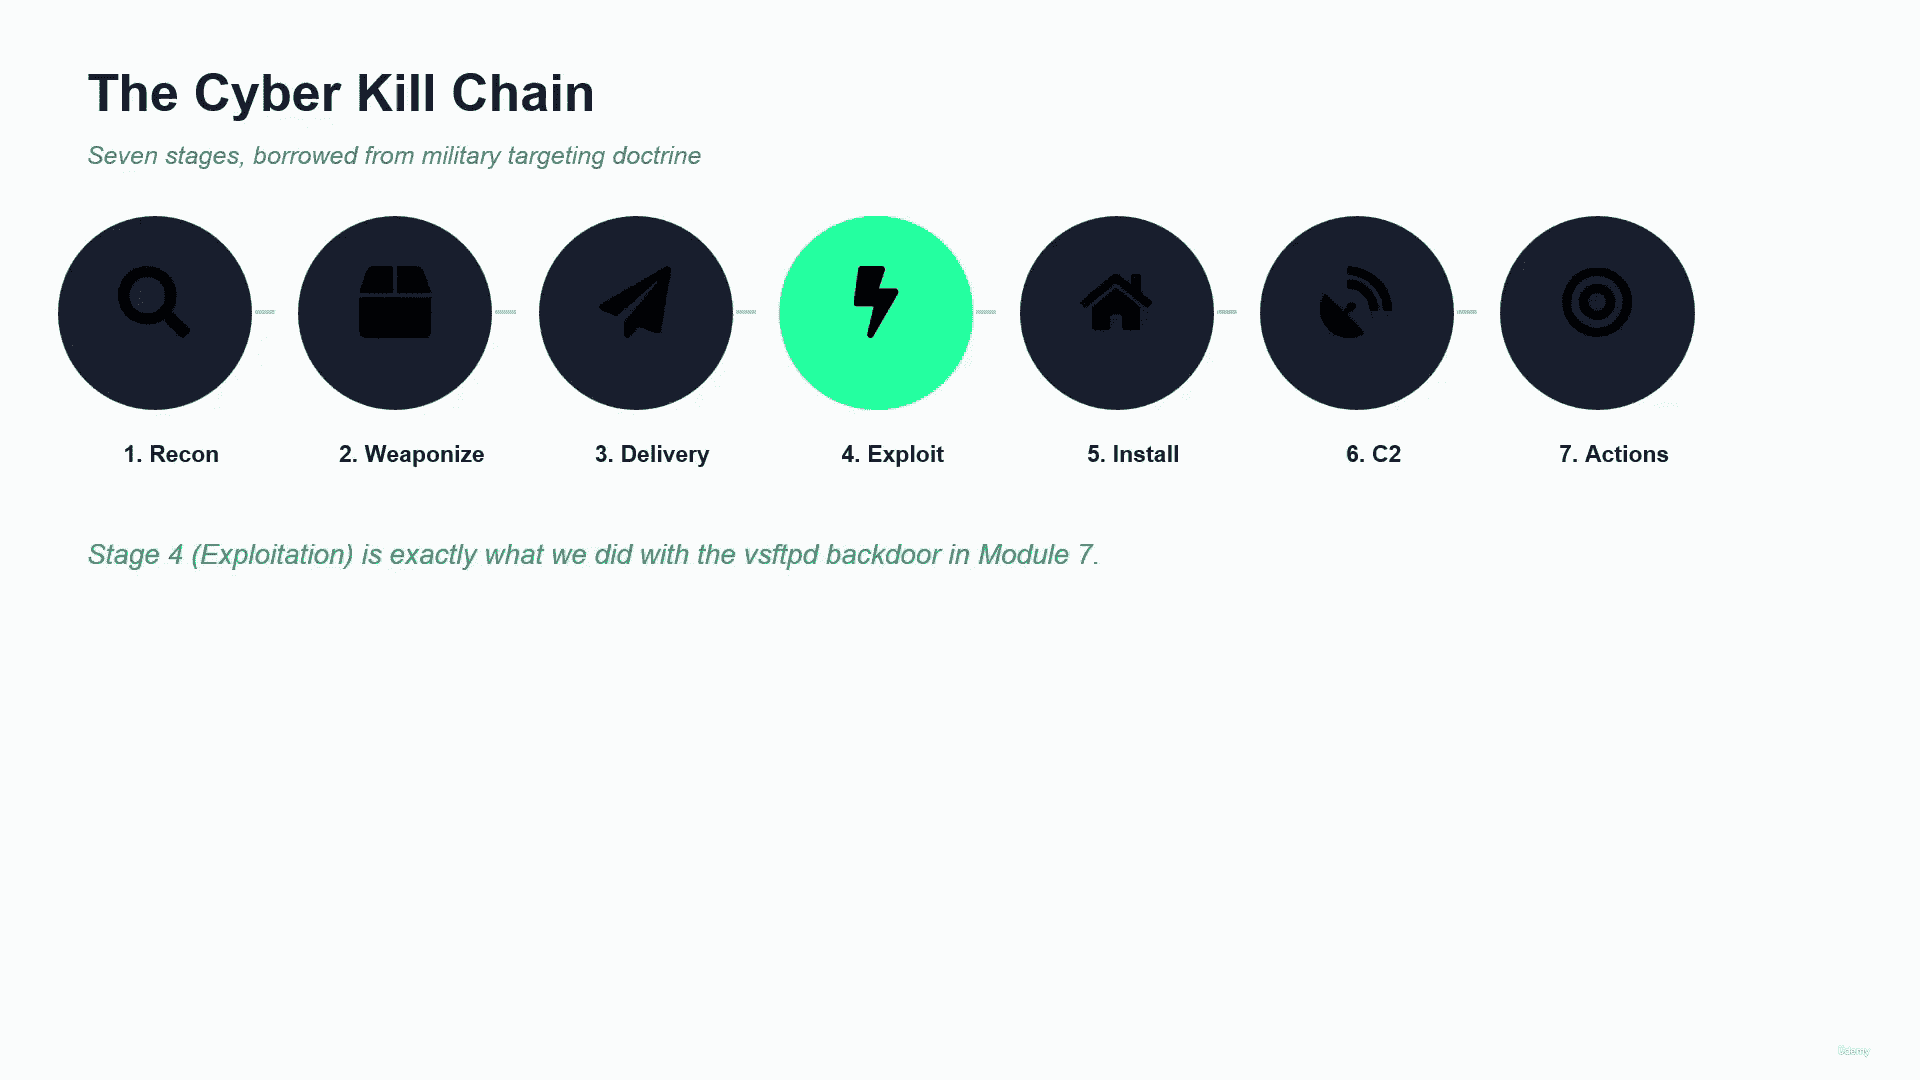 The Cyber Kill Chain
Seven stages, borrowed from military targeting doctrine
1. Recon
2. Weaponize
3. Delivery
4. Exploit
5. Install
6. C2
7. Actions
Stage 4 (Exploitation) is exactly what we did with the vsftpd backdoor in Module 7.
Udemy